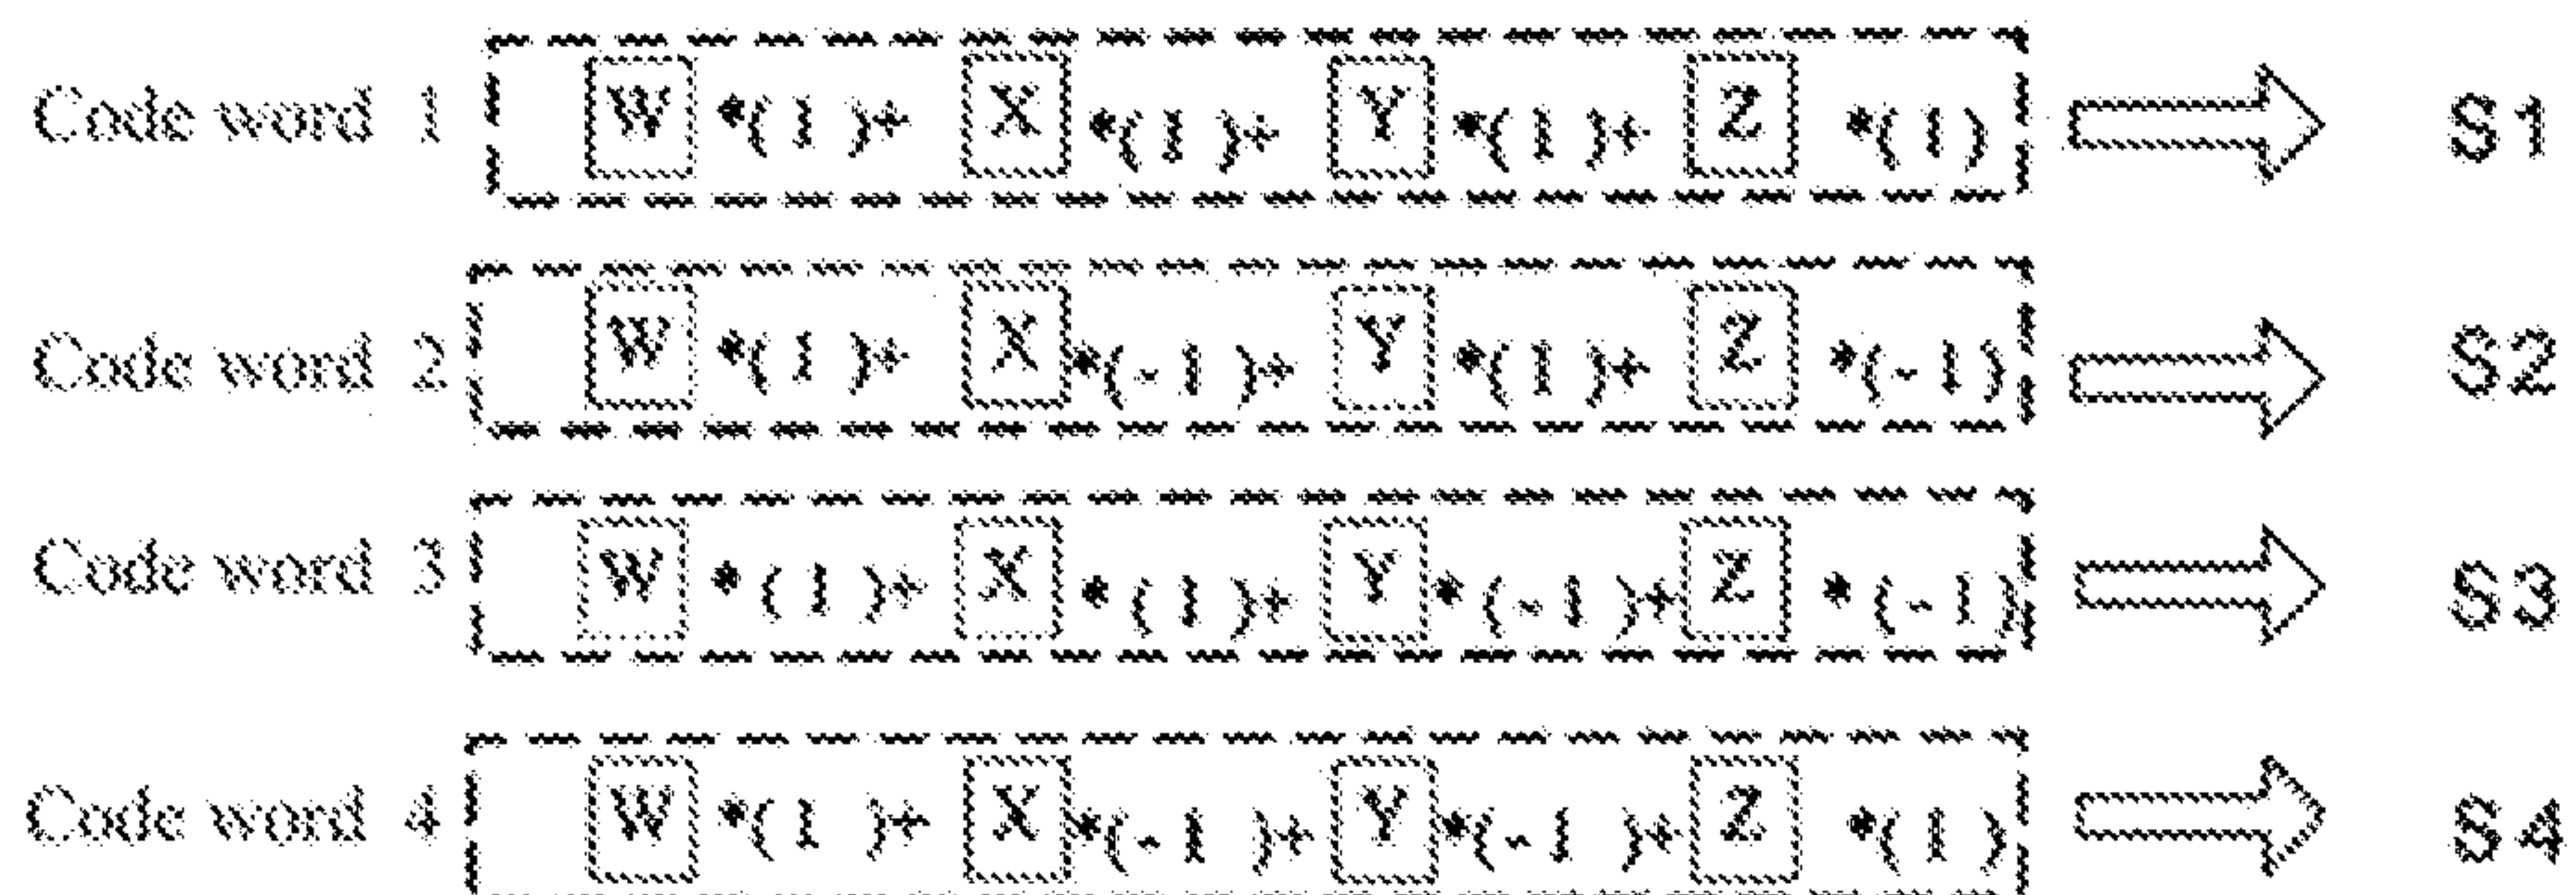 Code word 1 W *(1)+ X *(1)+ Y *(1)+ Z *(1) S1
Code word 2 W *(1)+ X *(-1)+ Y *(1)+ Z *(-1) S2
Code word 3 W *(1)+ X *(1)+ Y *(-1)+ Z *(-1) S3
Code word 4 W *(1)+ X *(-1)+ Y *(-1)+ Z *(1) S4